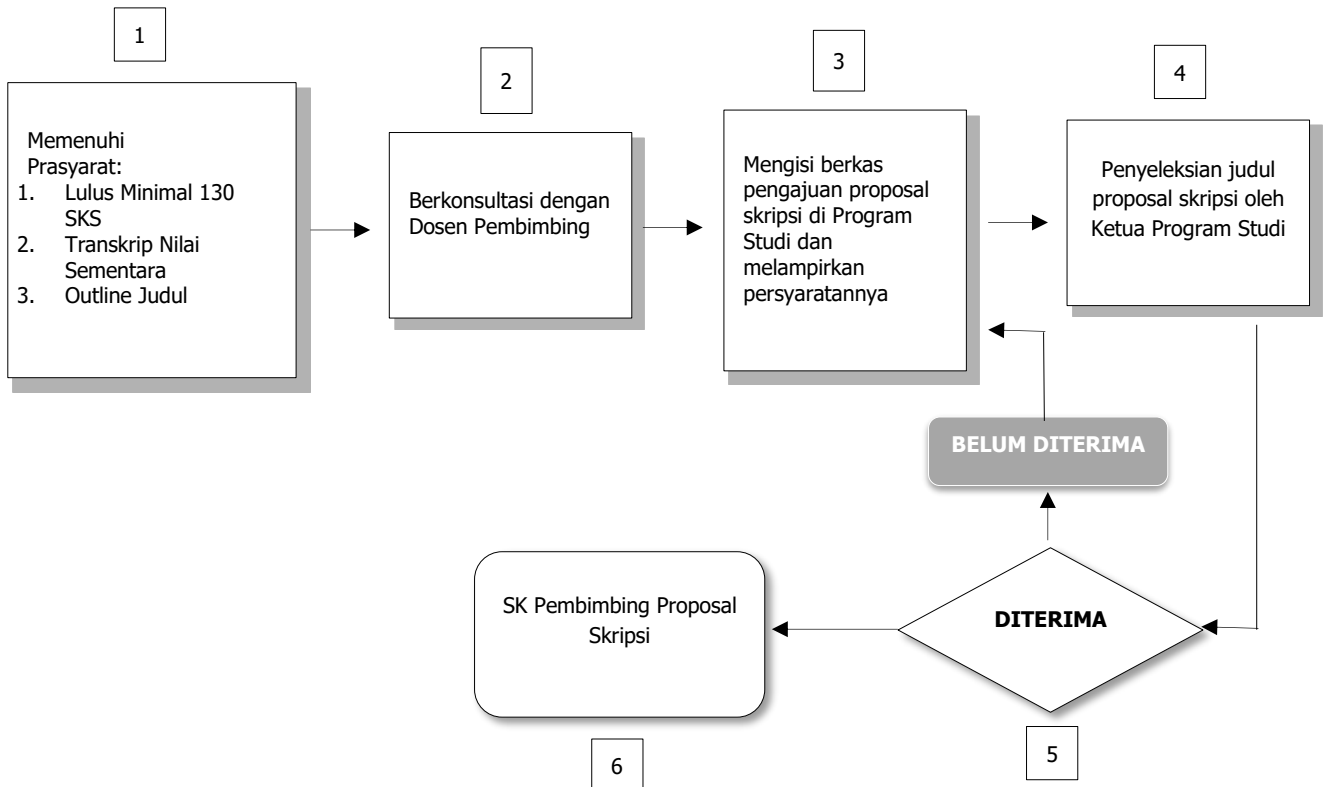 1
Memenuhi
Prasyarat:
1. Lulus Minimal 130
SKS
2. Transkrip Nilai
Sementara
3. Outline Judul
2
Berkonsultasi dengan
Dosen Pembimbing
3
Mengisi berkas
pengajuan proposal
skripsi di Program
Studi dan
melampirkan
persyaratannya
4
Penyeleksian judul
proposal skripsi oleh
Ketua Program Studi
BELUM DITERIMA
DITERIMA
5
SK Pembimbing Proposal
Skripsi
6